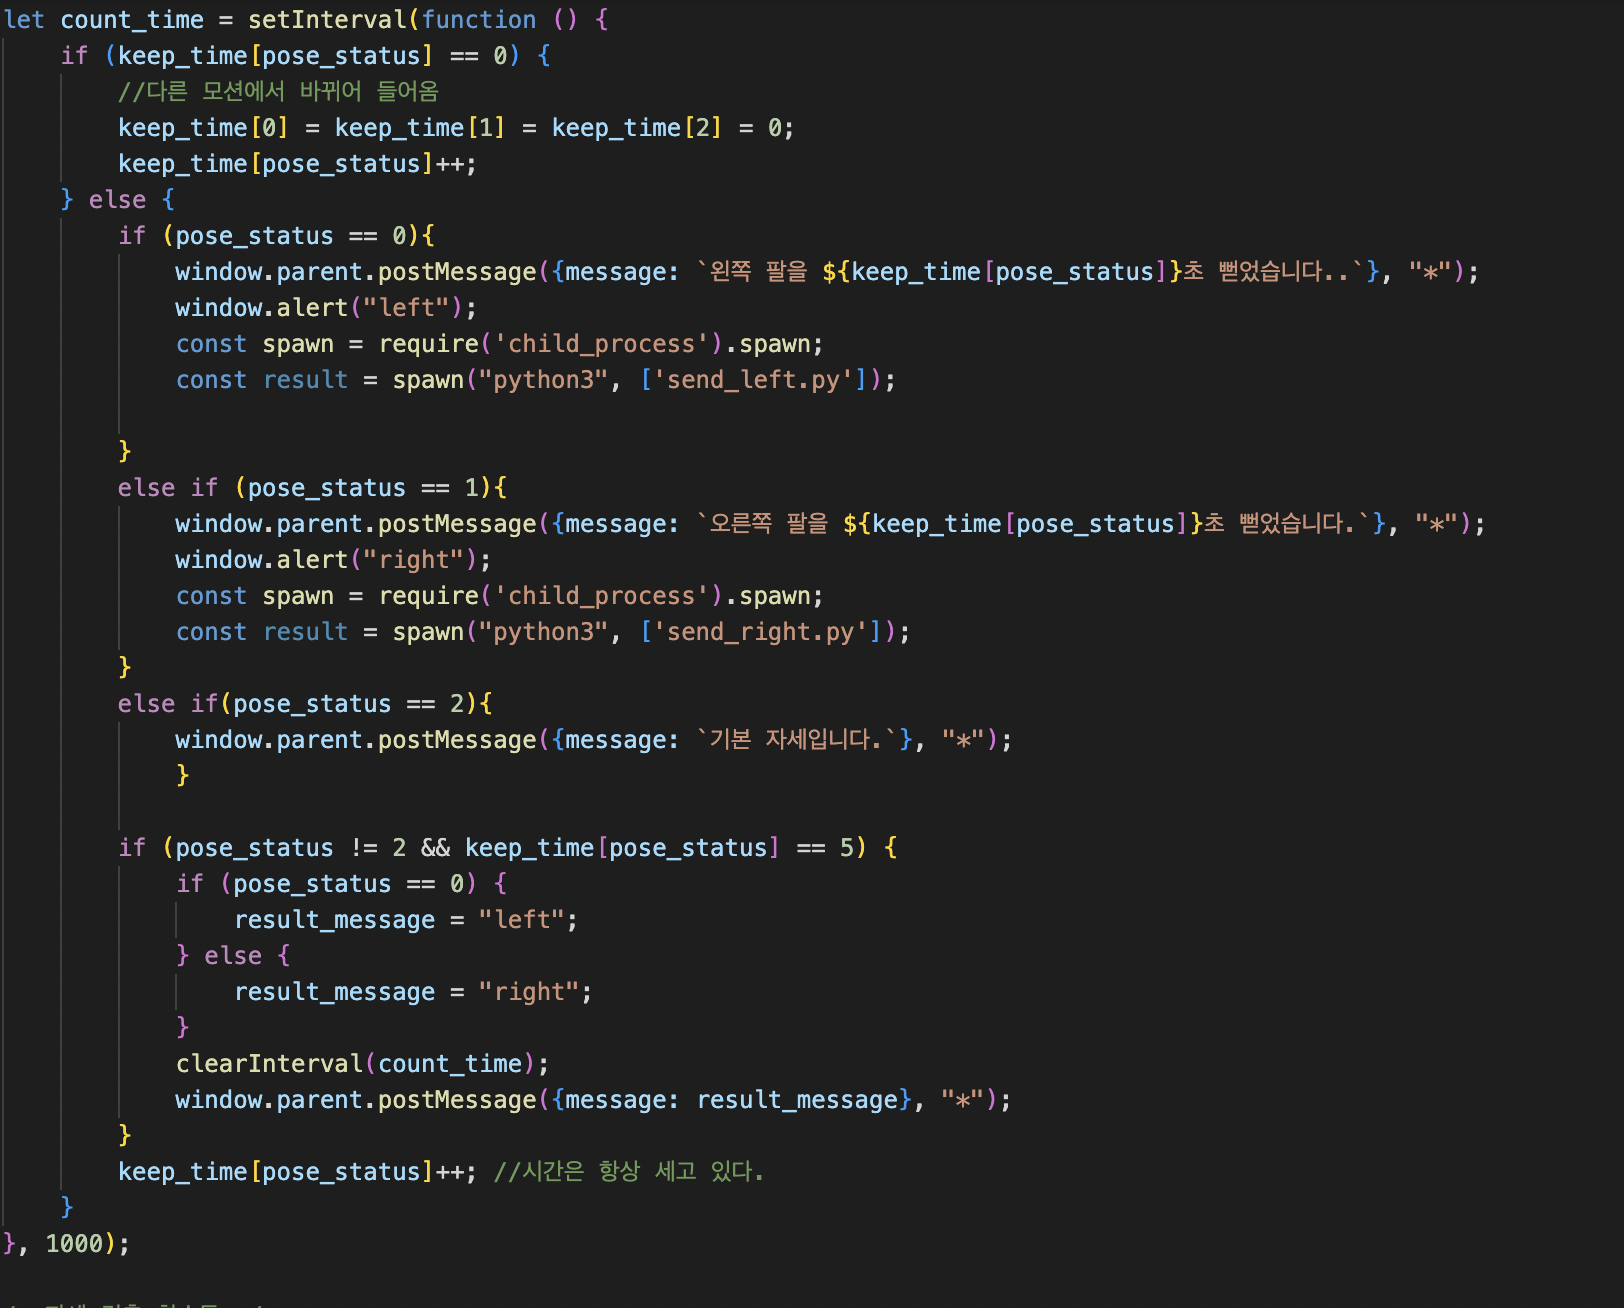 let count_time = setInterval(function () {
    if (keep_time[pose_status] == 0) {
        //다른 모션에서 바뀌어 들어옴
        keep_time[0] = keep_time[1] = keep_time[2] = 0;
        keep_time[pose_status]++;
    } else {
        if (pose_status == 0){
            window.parent.postMessage({message: `왼쪽 팔을 ${keep_time[pose_status]}초 뻗었습니다..`}, "*");
            window.alert("left");
            const spawn = require('child_process').spawn;
            const result = spawn("python3", ['send_left.py']);
        }
        else if (pose_status == 1){
            window.parent.postMessage({message: `오른쪽 팔을 ${keep_time[pose_status]}초 뻗었습니다.`}, "*");
            window.alert("right");
            const spawn = require('child_process').spawn;
            const result = spawn("python3", ['send_right.py']);
        }
        else if(pose_status == 2){
            window.parent.postMessage({message: `기본 자세입니다.`}, "*");
            }
        if (pose_status != 2 && keep_time[pose_status] == 5) {
            if (pose_status == 0) {
                result_message = "left";
            } else {
                result_message = "right";
            }
            clearInterval(count_time);
            window.parent.postMessage({message: result_message}, "*");
        }
        keep_time[pose_status]++; //시간은 항상 세고 있다.
    }
}, 1000);